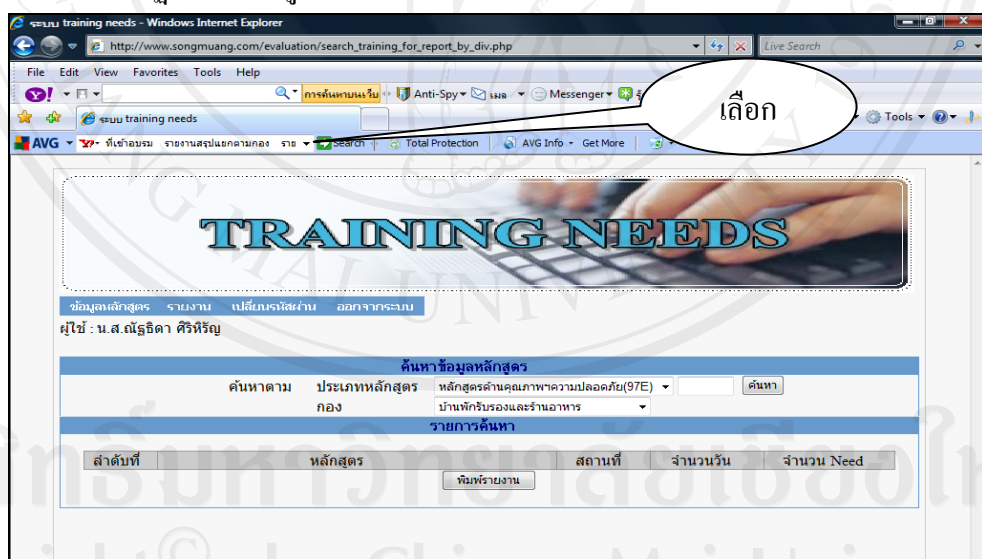 ระบบ training needs - Windows Internet Explorer
http://www.songmuang.com/evaluation/search_training_for_report_by_div.php
Live Search
File Edit View Favorites Tools Help
การค้นหาบนเว็บ Anti-Spy เมล Messenger
เลือก
ระบบ training needs
Tools
AVG ที่เข้าอบรม รายงานสรุปแยกตามกอง ราย Search Total Protection AVG Info Get More
TRAINING NEEDS
ข้อมูลหลักสูตร รายงาน เปลี่ยนรหัสผ่าน ออกจากระบบ
ผู้ใช้ : น.ส.ณัฐธิดา ศิริหิรัญ
ค้นหาข้อมูลหลักสูตร
ค้นหาตาม ประเภทหลักสูตร หลักสูตรด้านคุณภาพฯความปลอดภัย(97E) ค้นหา
กอง บ้านพักรับรองและร้านอาหาร
รายการค้นหา
ลำดับที่ หลักสูตร สถานที่ จำนวนวัน จำนวน Need
พิมพ์รายงาน